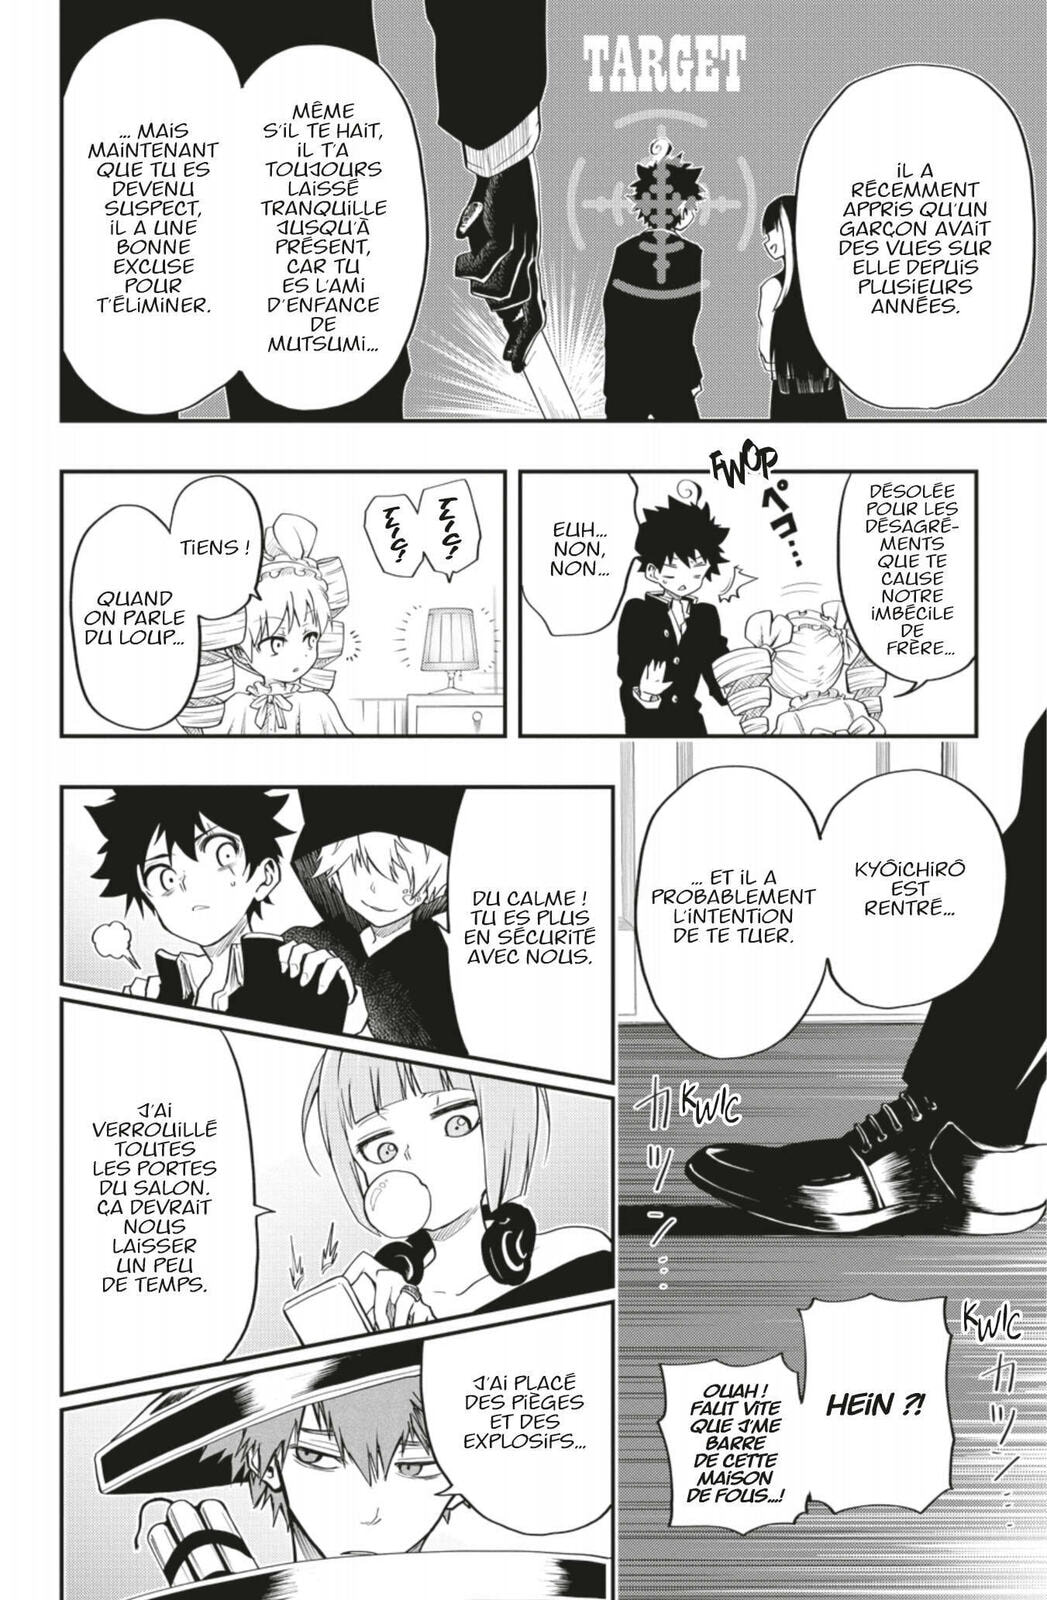 TARGET
IL A
RÉCEMMENT
APPRIS QU'UN
GARÇON AVAIT
DES VUES SUR
ELLE DEPUIS
PLUSIEURS
ANNÉES.
MÊME
S'IL TE HAIT,
IL T'A
TOUJOURS
LAISSÉ
TRANQUILLE
JUSQU'À
PRÉSENT,
CAR TU
ES L'AMI
D'ENFANCE
DE
MUTSUMI...
... MAIS
MAINTENANT
QUE TU ES
DEVENU
SUSPECT,
IL A UNE
BONNE
EXCUSE
POUR
T'ÉLIMINER.
FWOP
ペコ...
DÉSOLÉE
POUR LES
DÉSAGRÉ-
MENTS
QUE TE
CAUSE
NOTRE
IMBÉCILE
DE
FRÈRE...
EUH...
NON,
NON...
TIC!
TIC!
TIENS !
QUAND
ON PARLE
DU LOUP...
KYÔICHIRÔ
EST
RENTRÉ...
... ET IL A
PROBABLEMENT
L'INTENTION
DE TE TUER.
KWIC
カツ
KWIC
カツ
HEIN ?!
OUAH !
FAUT VITE
QUE J'ME
BARRE
DE CETTE
MAISON
DE FOUS...!
DU CALME !
TU ES PLUS
EN SÉCURITÉ
AVEC NOUS.
J'AI
VERROUILLÉ
TOUTES
LES PORTES
DU SALON.
ÇA DEVRAIT
NOUS
LAISSER
UN PEU
DE TEMPS.
J'AI PLACÉ
DES PIÈGES
ET DES
EXPLOSIFS...